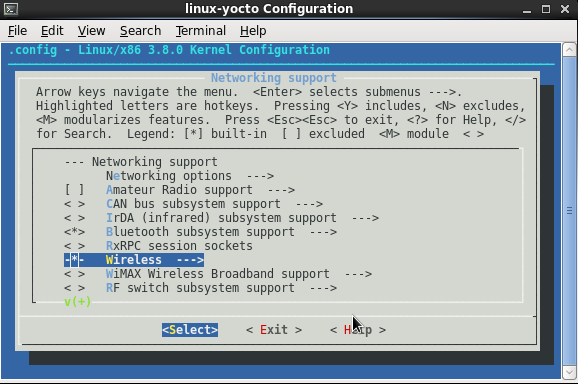 linux-yocto Configuration
File Edit View Search Terminal Help
.config - Linux/x86 3.8.0 Kernel Configuration
Networking support
Arrow keys navigate the menu. <Enter> selects submenus --->.
Highlighted letters are hotkeys. Pressing <Y> includes, <N> excludes,
<M> modularizes features. Press <Esc><Esc> to exit, <?> for Help, </>
for Search. Legend: [*] built-in [ ] excluded <M> module < >
--- Networking support
Networking options --->
[ ] Amateur Radio support --->
< > CAN bus subsystem support --->
< > IrDA (infrared) subsystem support --->
<*> Bluetooth subsystem support --->
< > RxRPC session sockets
-*- Wireless --->
< > WiMAX Wireless Broadband support --->
< > RF switch subsystem support --->
v(+)
<Select> < Exit > < Help >